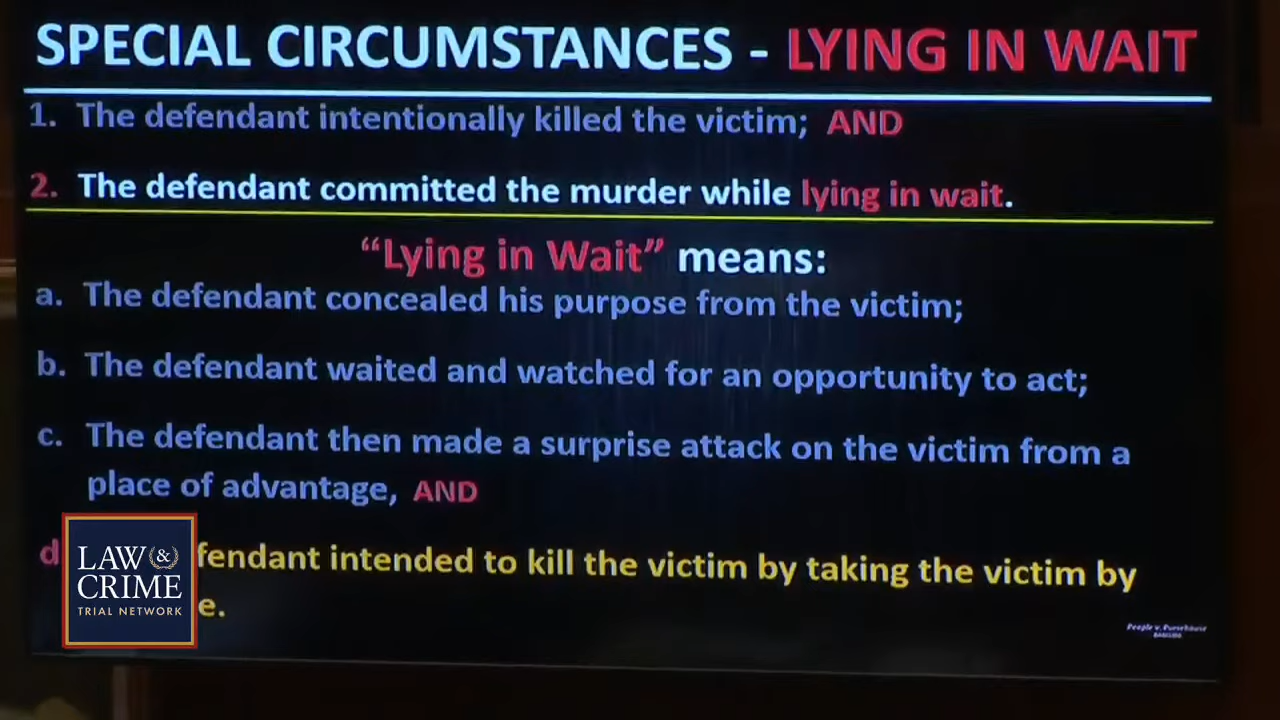 SPECIAL CIRCUMSTANCES - LYING IN WAIT
1. The defendant intentionally killed the victim; AND
2. The defendant committed the murder while lying in wait.
“Lying in Wait” means:
a. The defendant concealed his purpose from the victim;
b. The defendant waited and watched for an opportunity to act;
c. The defendant then made a surprise attack on the victim from a
place of advantage, AND
d fendant intended to kill the victim by taking the victim by
e.
LAW &
CRIME
TRIAL NETWORK
People v.